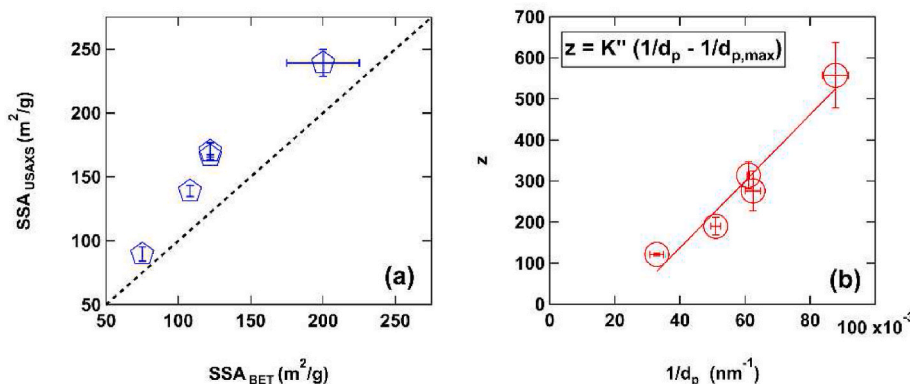 250
200
150
100
50
SSA USAXS (m²/g)
50 100 150 200 250
SSA BET (m²/g)
(a)
700
600
500
400
300
200
100
0
z
z = K" (1/dₚ - 1/dₚ,max)
0 20 40 60 80
100 x10⁻³
1/dₚ (nm⁻¹)
(b)